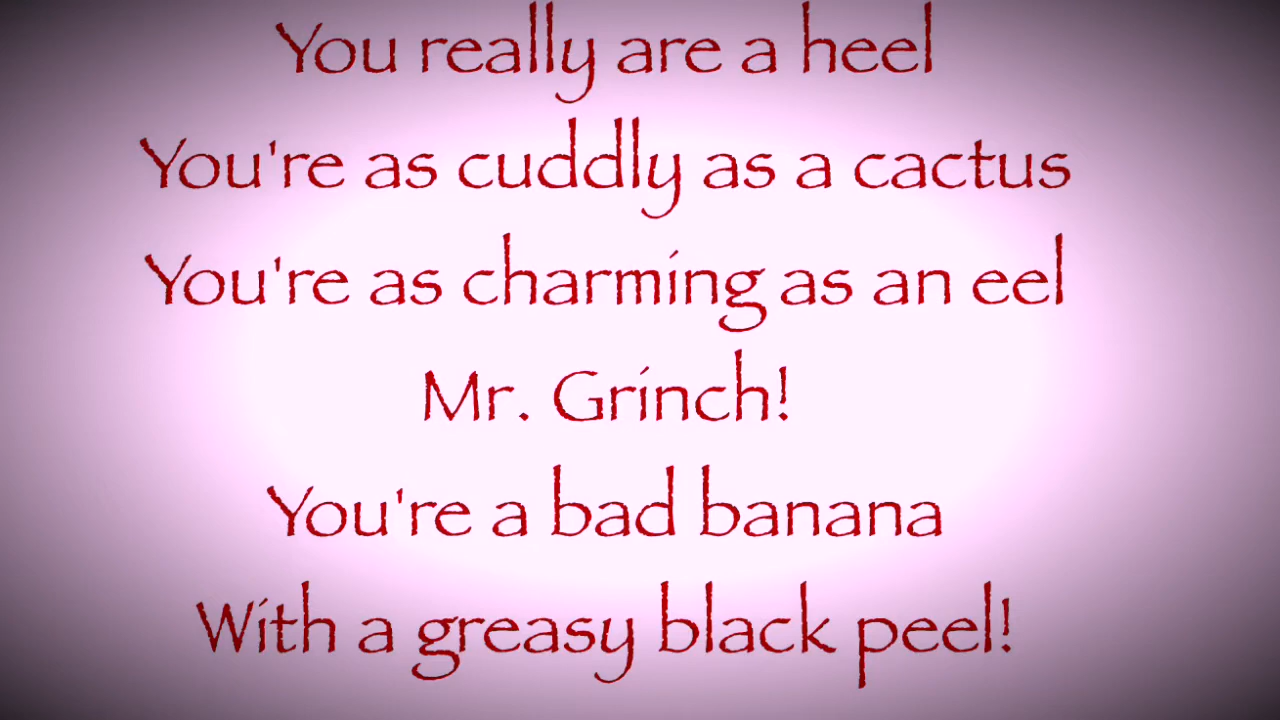 You really are a heel
You're as cuddly as a cactus
You're as charming as an eel
Mr. Grinch!
You're a bad banana
With a greasy black peel!